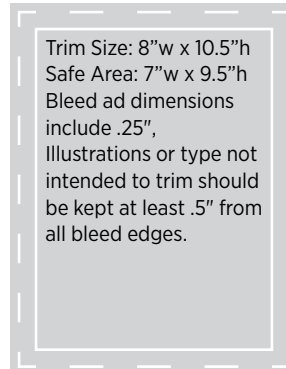 Trim Size: 8”w x 10.5”h
Safe Area: 7”w x 9.5”h
Bleed ad dimensions
include .25",
Illustrations or type not
intended to trim should
be kept at least .5" from
all bleed edges.